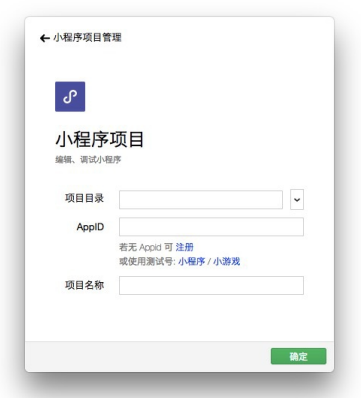 小程序项目管理
小程序项目
编辑、调试小程序
项目目录
AppID
若无 Appid 可 注册
或使用测试号: 小程序 / 小游戏
项目名称
确定